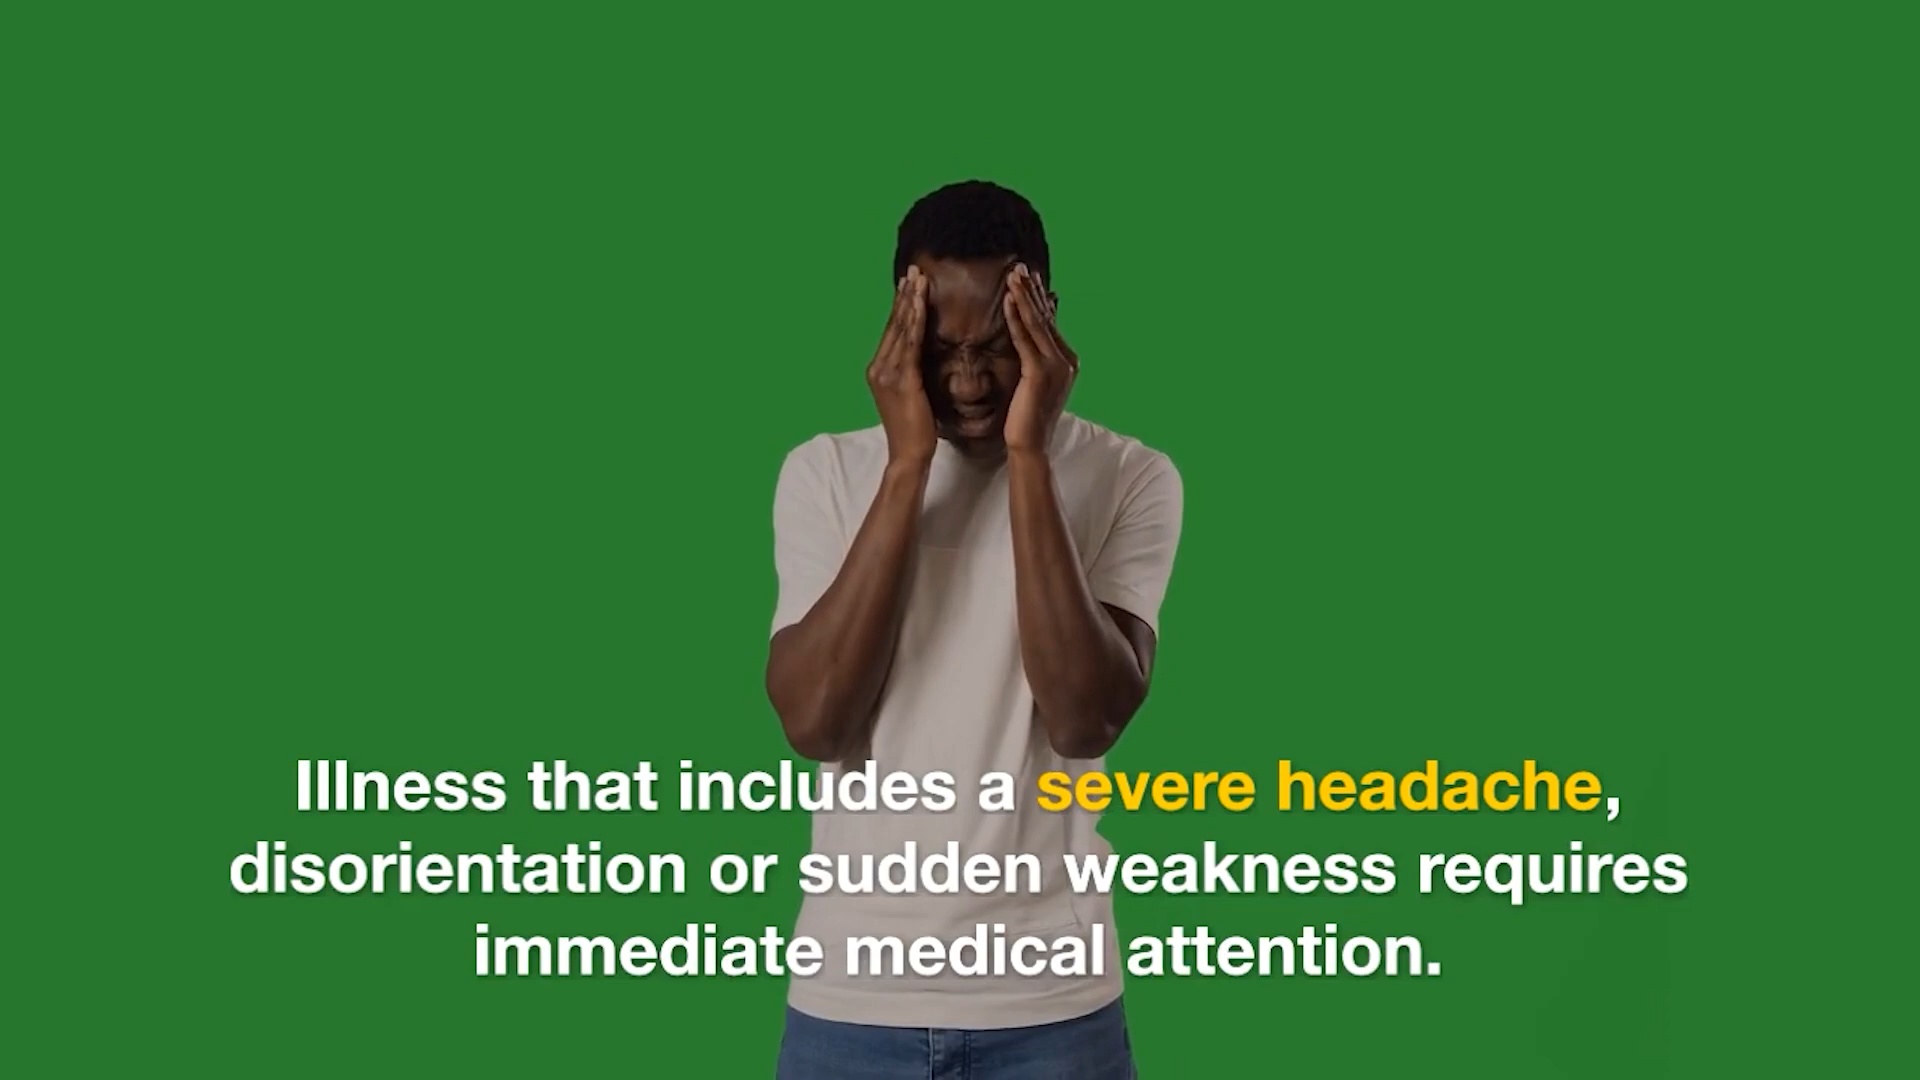 Illness that includes a severe headache,
disorientation or sudden weakness requires
immediate medical attention.